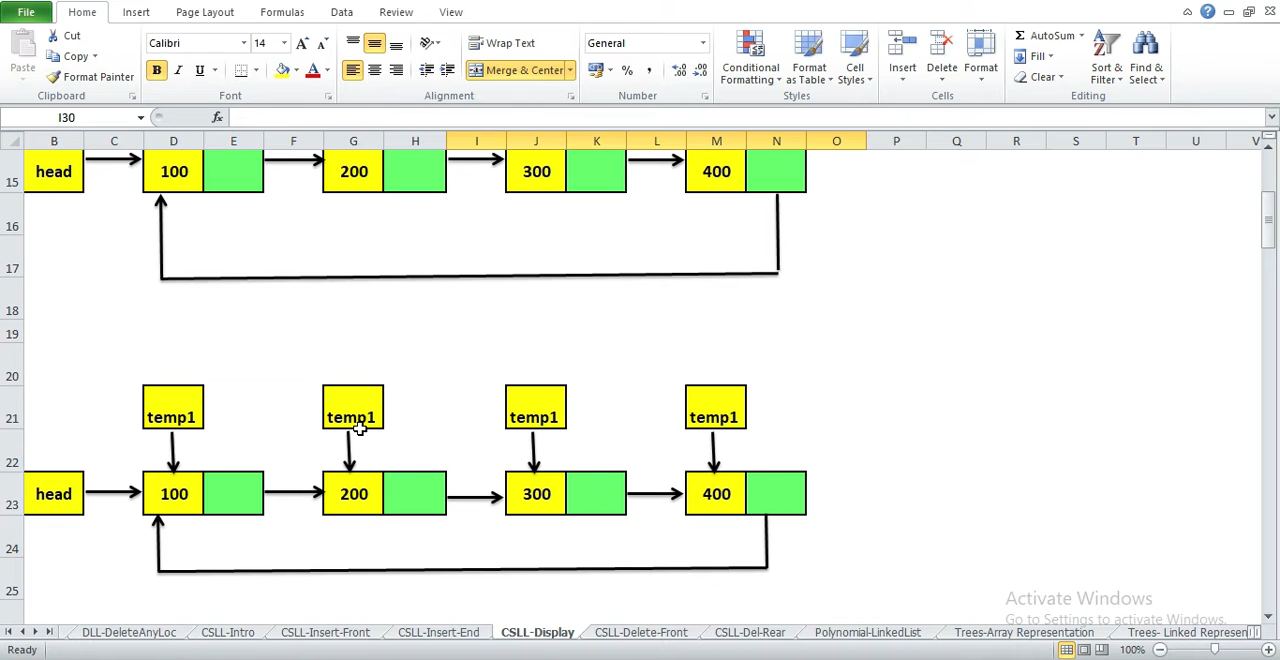 File Home Insert Page Layout Formulas Data Review View
Paste Cut Calibri 14 Wrap Text General Conditional Formatting Format as Table Cell Styles Insert Delete Format AutoSum Sort & Filter Find & Select
Copy Fill
Format Painter B I U A Merge & Center % , Clear
Clipboard Font Alignment Number Styles Cells Editing
I30 fx
B C D E F G H I J K L M N O P Q R S T U V
15 head 100 200 300 400
16
17
18
19
20
21 temp1 temp1 temp1 temp1
22
23 head 100 200 300 400
24
25
Activate Windows
Go to Settings to activate Windows.
DLL-DeleteAnyLoc CSLL-Intro CSLL-Insert-Front CSLL-Insert-End CSLL-Display CSLL-Delete-Front CSLL-Del-Rear Polynomial-LinkedList Trees-Array Representation Trees- Linked Represen
Ready 100%